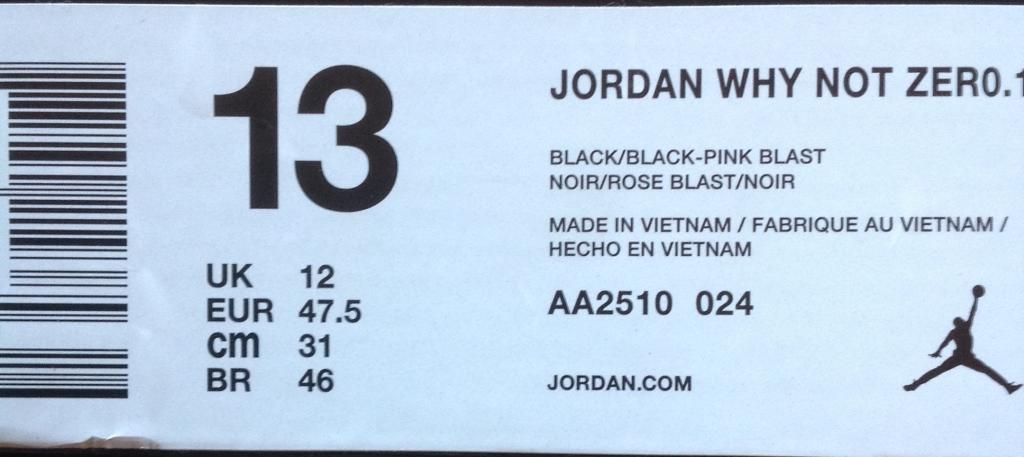 13
UK 12
EUR 47.5
cm 31
BR 46
JORDAN WHY NOT ZER0.1
BLACK/BLACK-PINK BLAST
NOIR/ROSE BLAST/NOIR
MADE IN VIETNAM / FABRIQUE AU VIETNAM /
HECHO EN VIETNAM
AA2510 024
JORDAN.COM